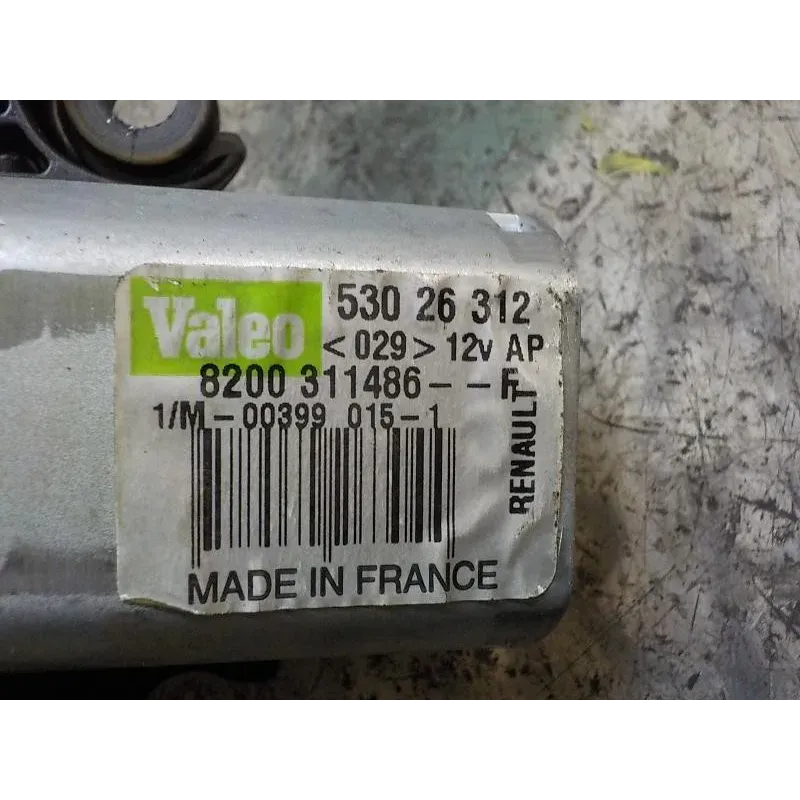 Valeo 530 26 312
<029> 12v AP
8200 311486--F
1/M-00399 015-1
RENAULT
MADE IN FRANCE